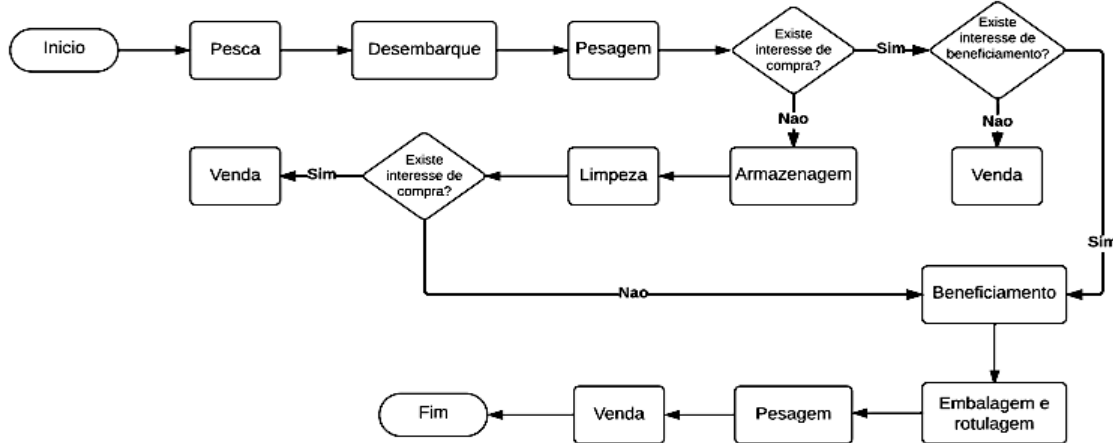 Inicio
Pesca
Desembarque
Pesagem
Existe
interesse de
compra?
Sim
Existe
interesse de
beneficiamento?
Nao
Nao
Venda
Sim
Existe
interesse de
compra?
Limpeza
Armazenagem
Venda
Sim
Nao
Beneficiamento
Fim
Venda
Pesagem
Embalagem e
rotulagem